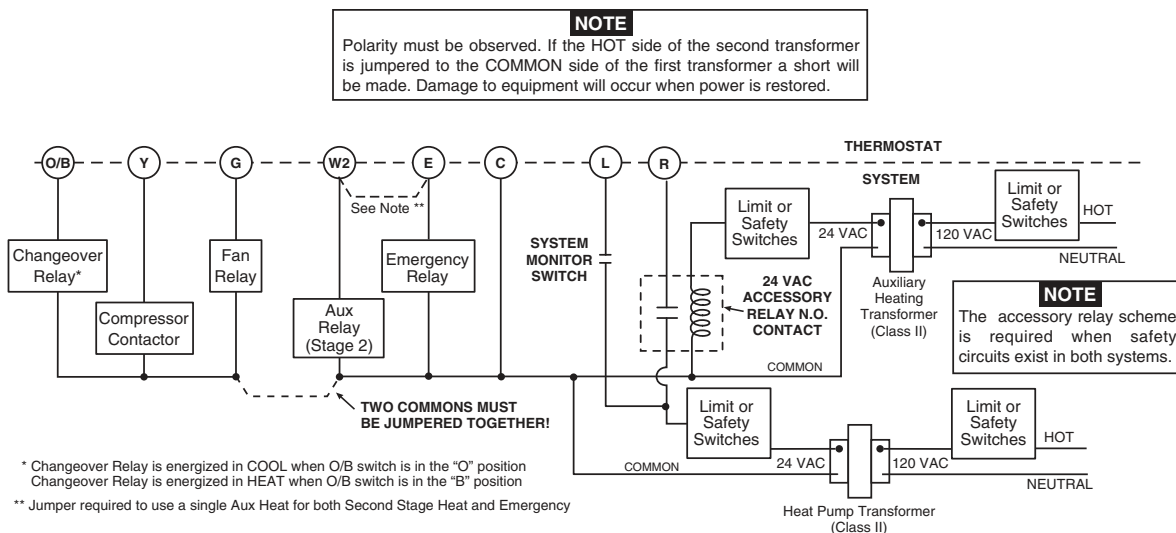 NOTE
Polarity must be observed. If the HOT side of the second transformer
is jumpered to the COMMON side of the first transformer a short will
be made. Damage to equipment will occur when power is restored.
O/B
Y
G
W2
E
C
L
R
THERMOSTAT
SYSTEM
See Note **
Changeover
Relay*
Compressor
Contactor
Fan
Relay
Aux
Relay
(Stage 2)
Emergency
Relay
SYSTEM
MONITOR
SWITCH
24 VAC
ACCESSORY
RELAY N.O.
CONTACT
Limit or
Safety
Switches
24 VAC
120 VAC
Limit or
Safety
Switches
HOT
NEUTRAL
Auxiliary
Heating
Transformer
(Class II)
NOTE
The accessory relay scheme
is required when safety
circuits exist in both systems.
COMMON
TWO COMMONS MUST
BE JUMPERED TOGETHER!
Limit or
Safety
Switches
COMMON
24 VAC
120 VAC
Limit or
Safety
Switches
HOT
NEUTRAL
Heat Pump Transformer
(Class II)
* Changeover Relay is energized in COOL when O/B switch is in the “O” position
Changeover Relay is energized in HEAT when O/B switch is in the “B” position
** Jumper required to use a single Aux Heat for both Second Stage Heat and Emergency